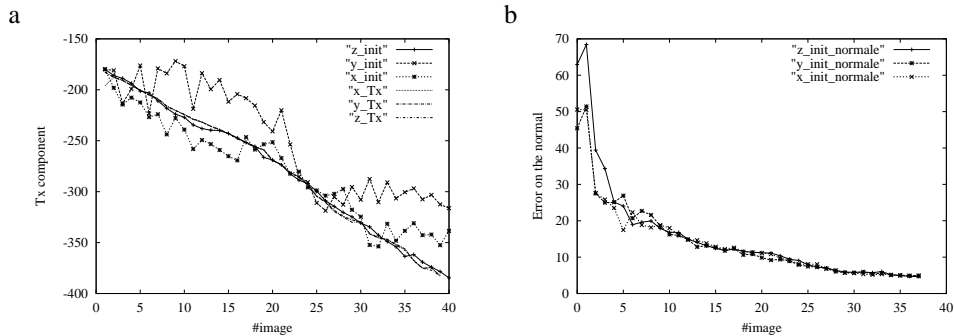 a
b
-150
-200
-250
-300
-350
-400
Tx component
0 5 10 15 20 25 30 35 40
#image
"z_init"
"y_init"
"x_init"
"x_Tx"
"y_Tx"
"z_Tx"
70
60
50
40
30
20
10
0
Error on the normal
0 5 10 15 20 25 30 35 40
#image
"z_init_normale"
"y_init_normale"
"x_init_normale"